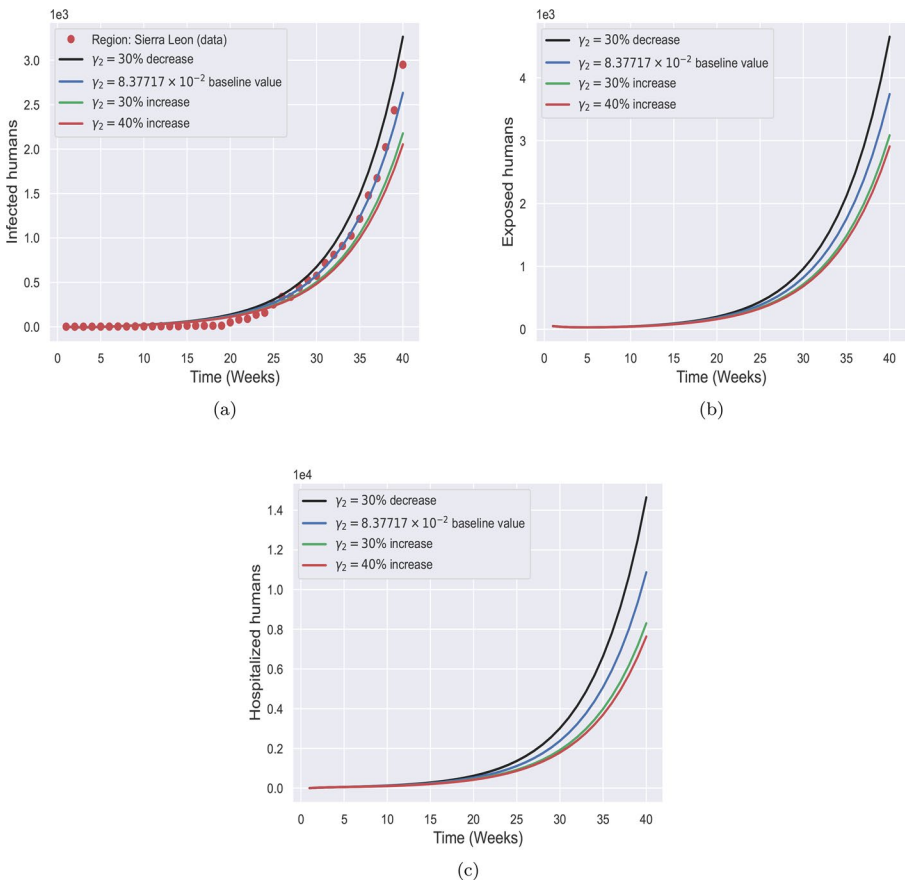 1e3
Region: Sierra Leon (data)
γ₂ = 30% decrease
γ₂ = 8.37717 × 10⁻² baseline value
γ₂ = 30% increase
γ₂ = 40% increase
3.0
2.5
2.0
1.5
1.0
0.5
0.0
Infected humans
1 5 10 15 20 25 30 35 40
Time (Weeks)
(a)
1e3
γ₂ = 30% decrease
γ₂ = 8.37717 × 10⁻² baseline value
γ₂ = 30% increase
γ₂ = 40% increase
4
3
2
1
0
Exposed humans
1 5 10 15 20 25 30 35 40
Time (Weeks)
(b)
1e4
γ₂ = 30% decrease
γ₂ = 8.37717 × 10⁻² baseline value
γ₂ = 30% increase
γ₂ = 40% increase
1.4
1.2
1.0
0.8
0.6
0.4
0.2
0.0
Hospitalized humans
1 5 10 15 20 25 30 35 40
Time (Weeks)
(c)